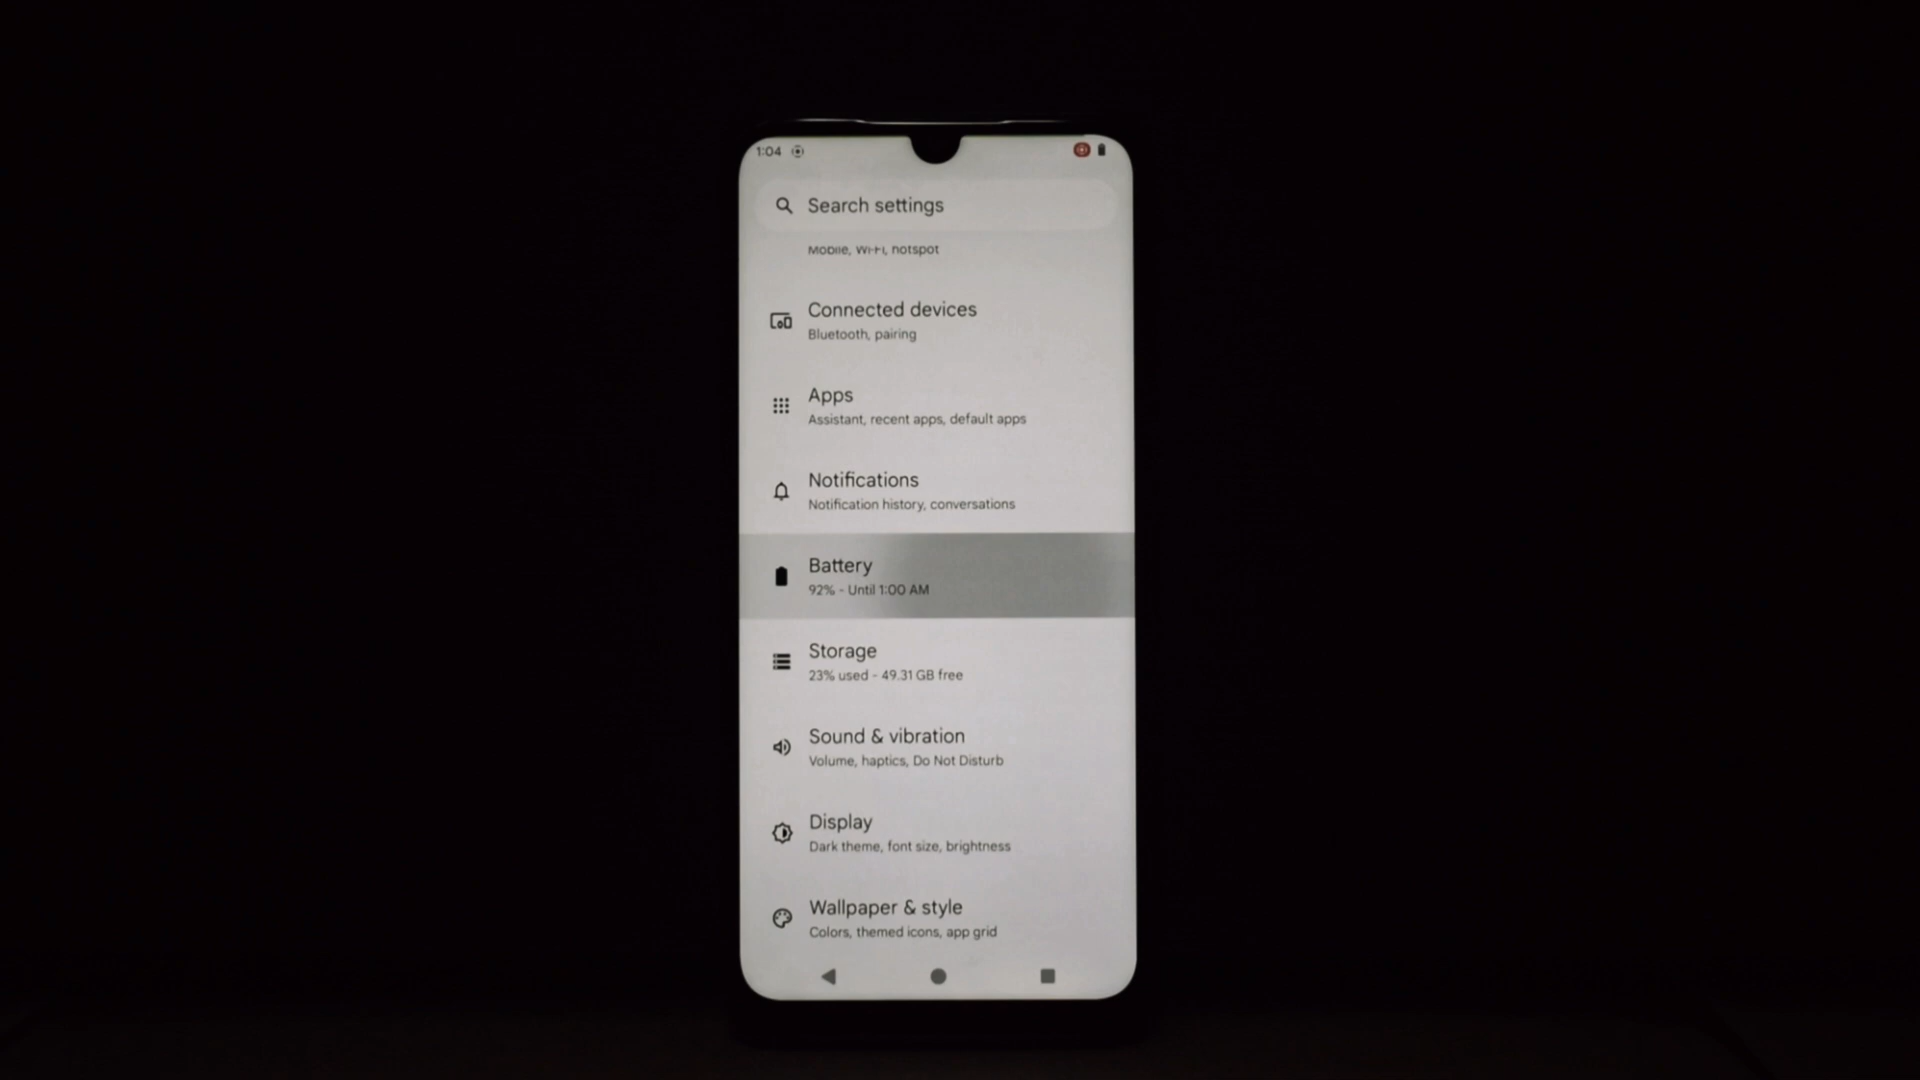 1:04
Search settings
Mobile, Wi-Fi, hotspot
Connected devices
Bluetooth, pairing
Apps
Assistant, recent apps, default apps
Notifications
Notification history, conversations
Battery
92% - Until 1:00 AM
Storage
23% used - 49.31 GB free
Sound & vibration
Volume, haptics, Do Not Disturb
Display
Dark theme, font size, brightness
Wallpaper & style
Colors, themed icons, app grid